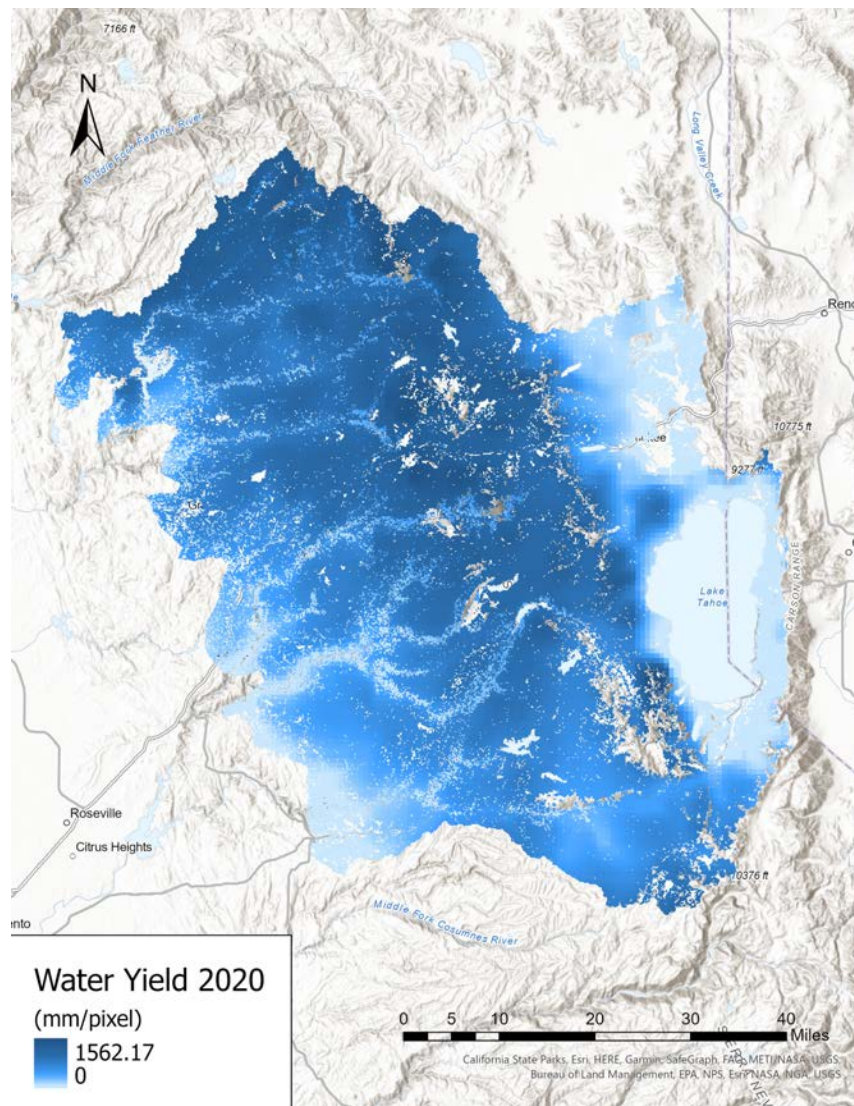 7166 ft
N
Middle Fork Feather River
Long Valley Creek
10775 ft
9277 ft
CARSON RANGE
Lake
Tahoe
Roseville
Citrus Heights
10376 ft
Middle Fork Cosumnes River
Water Yield 2020
(mm/pixel)
1562.17
0
0 5 10 20 30 40
Miles
California State Parks, Esri, HERE, Garmin, SafeGraph, FAO, METI/NASA, USGS,
Bureau of Land Management, EPA, NPS, Esri, NASA, NGA, USGS